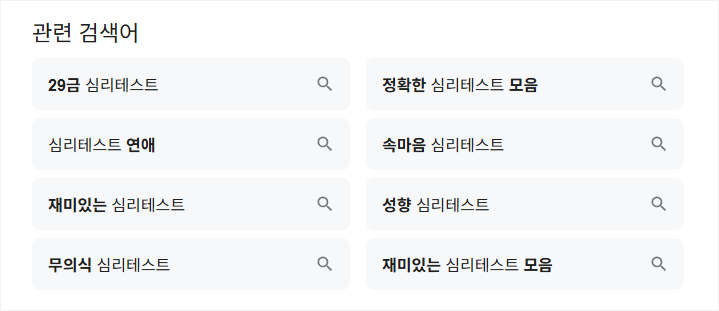 관련 검색어
29금 심리테스트
정확한 심리테스트 모음
심리테스트 연애
속마음 심리테스트
재미있는 심리테스트
성향 심리테스트
무의식 심리테스트
재미있는 심리테스트 모음